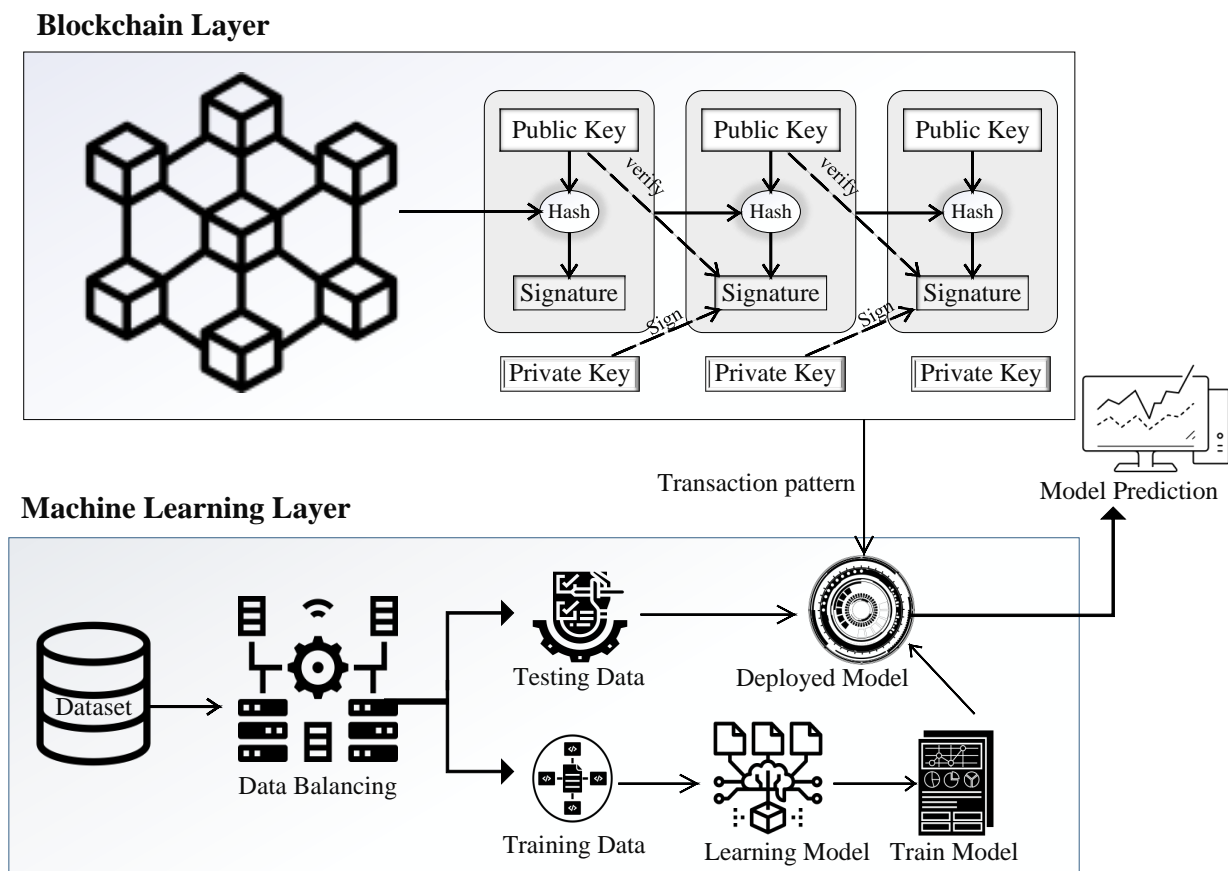 Blockchain Layer
Public Key
Public Key
Public Key
verify
verify
Hash
Hash
Hash
Signature
Signature
Signature
Sign
Sign
Private Key
Private Key
Private Key
Transaction pattern
Model Prediction
Machine Learning Layer
Dataset
Data Balancing
Testing Data
Deployed Model
Training Data
Learning Model
Train Model